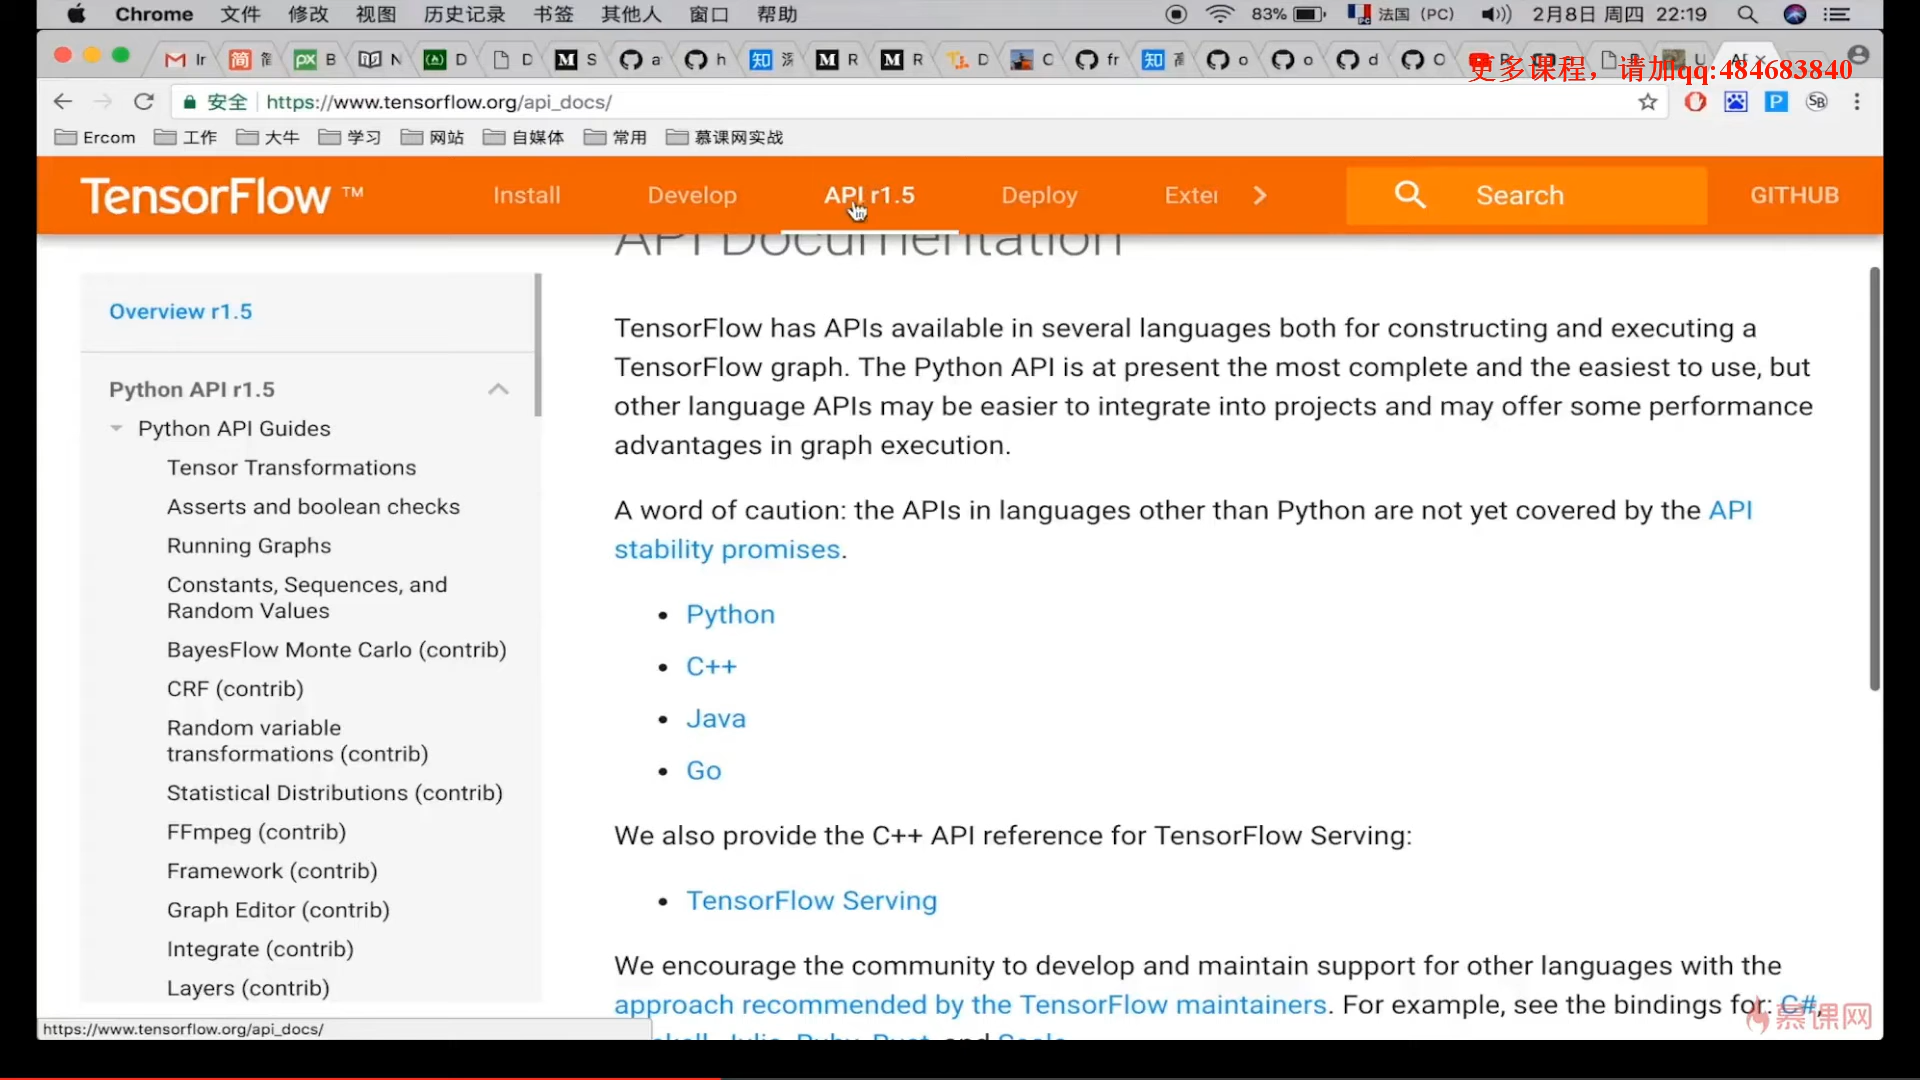 Chrome 文件 修改 视图 历史记录 书签 其他人 窗口 帮助 83% 法国 (PC) 2月8日 周四 22:19
更多课程，请加qq:484683840
安全 https://www.tensorflow.org/api_docs/
Ercom 工作 大牛 学习 网站 自媒体 常用 慕课网实战
TensorFlow ™ Install Develop API r1.5 Deploy Exter Search GITHUB
API Documentation
Overview r1.5
Python API r1.5
Python API Guides
Tensor Transformations
Asserts and boolean checks
Running Graphs
Constants, Sequences, and
Random Values
BayesFlow Monte Carlo (contrib)
CRF (contrib)
Random variable
transformations (contrib)
Statistical Distributions (contrib)
FFmpeg (contrib)
Framework (contrib)
Graph Editor (contrib)
Integrate (contrib)
Layers (contrib)
TensorFlow has APIs available in several languages both for constructing and executing a
TensorFlow graph. The Python API is at present the most complete and the easiest to use, but
other language APIs may be easier to integrate into projects and may offer some performance
advantages in graph execution.
A word of caution: the APIs in languages other than Python are not yet covered by the API
stability promises.
Python
C++
Java
Go
We also provide the C++ API reference for TensorFlow Serving:
TensorFlow Serving
We encourage the community to develop and maintain support for other languages with the
approach recommended by the TensorFlow maintainers. For example, see the bindings for: C#,
Julia, Ruby, Rust, and Scala
https://www.tensorflow.org/api_docs/
慕课网